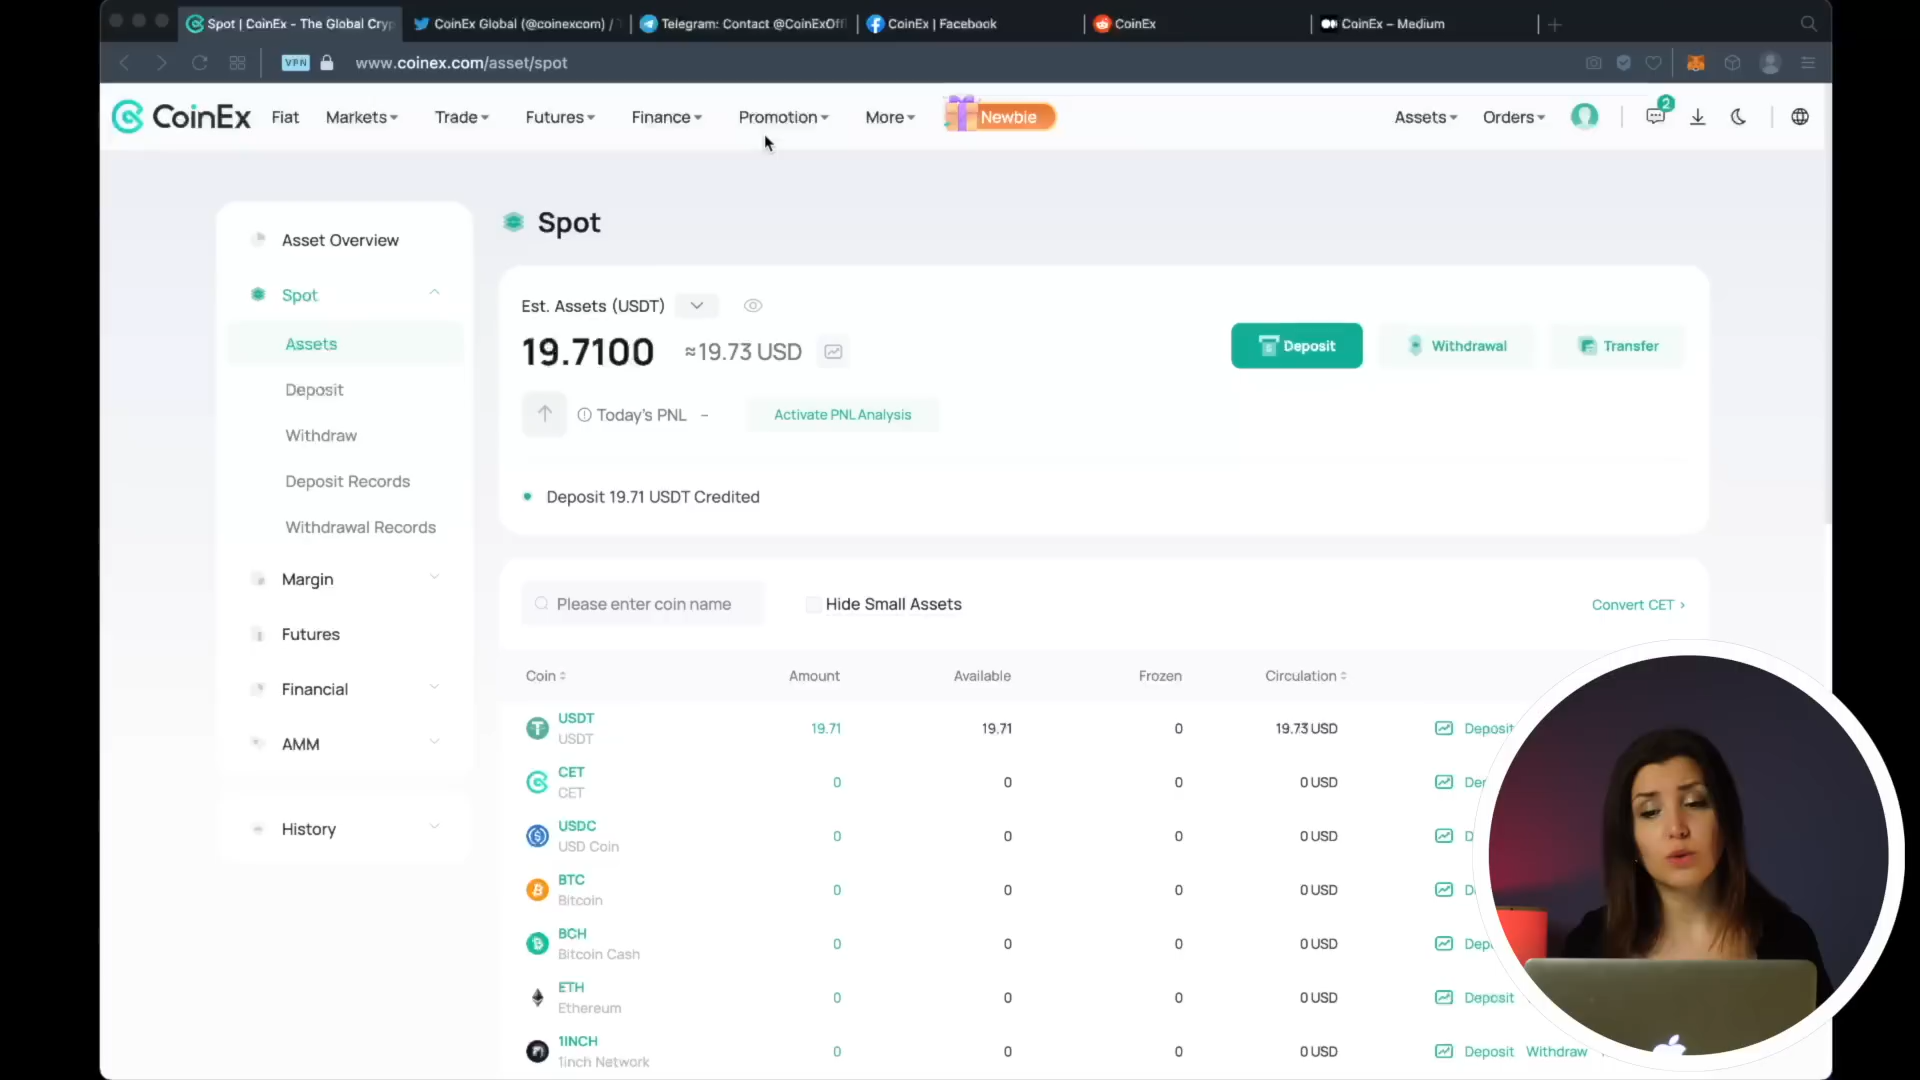 Spot | CoinEx - The Global Cryp
CoinEx Global (@coinexcom) /
Telegram: Contact @CoinExOff
CoinEx | Facebook
CoinEx
CoinEx – Medium
VPN
www.coinex.com/asset/spot
CoinEx
Fiat
Markets
Trade
Futures
Finance
Promotion
More
Newbie
Assets
Orders
2
Asset Overview
Spot
Assets
Deposit
Withdraw
Deposit Records
Withdrawal Records
Margin
Futures
Financial
AMM
History
Spot
Est. Assets (USDT)
19.7100 ≈19.73 USD
Deposit
Withdrawal
Transfer
Today's PNL –
Activate PNL Analysis
Deposit 19.71 USDT Credited
Please enter coin name
Hide Small Assets
Convert CET >
Coin Amount Available Frozen Circulation
USDT
USDT
19.71 19.71 0 19.73 USD Deposit
CET
CET
0 0 0 0 USD
USDC
USD Coin
0 0 0 0 USD
BTC
Bitcoin
0 0 0 0 USD
BCH
Bitcoin Cash
0 0 0 0 USD
ETH
Ethereum
0 0 0 0 USD Deposit
1INCH
1inch Network
0 0 0 0 USD Deposit Withdraw